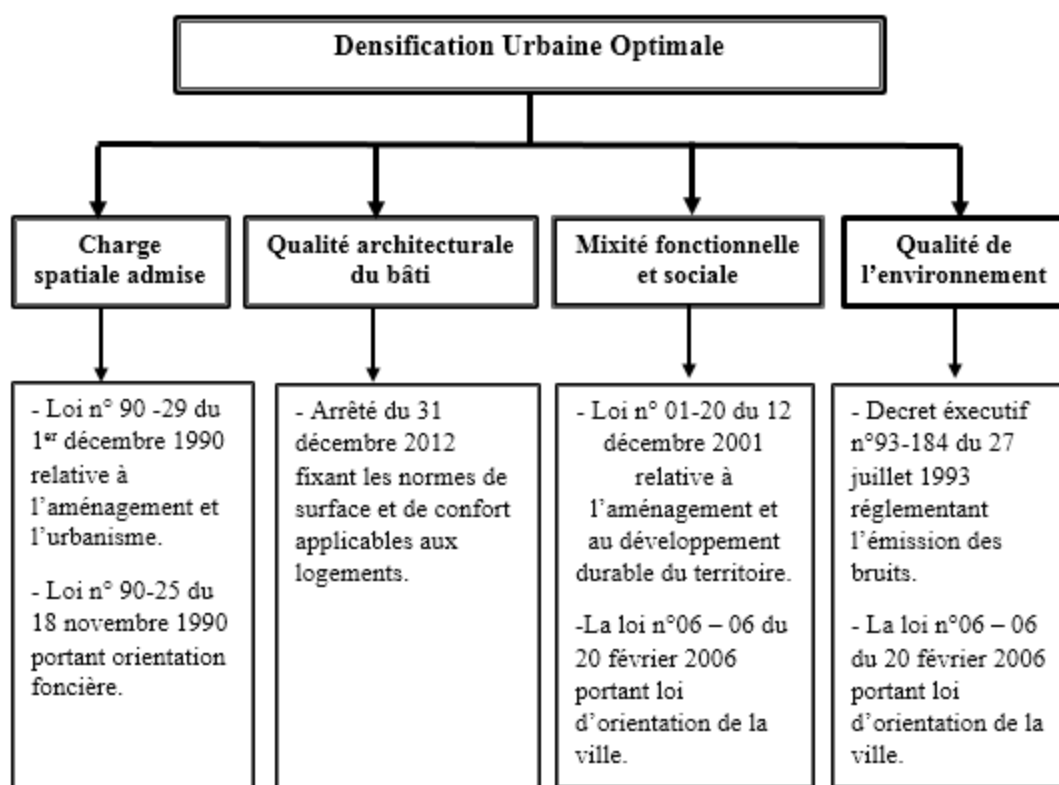 Densification Urbaine Optimale
Charge
spatiale admise
Qualité architecturale
du bâti
Mixité fonctionnelle
et sociale
Qualité de
l’environnement
- Loi n° 90 -29 du
1er décembre 1990
relative à
l’aménagement et
l’urbanisme.
- Loi n° 90-25 du
18 novembre 1990
portant orientation
foncière.
- Arrêté du 31
décembre 2012
fixant les normes de
surface et de confort
applicables aux
logements.
- Loi n° 01-20 du 12
décembre 2001
relative à
l’aménagement et
au développement
durable du territoire.
-La loi n°06 – 06 du
20 février 2006
portant loi
d’orientation de la
ville.
- Decret éxecutif
n°93-184 du 27
juillet 1993
réglementant
l’émission des
bruits.
- La loi n°06 – 06
du 20 février 2006
portant loi
d’orientation de la
ville.